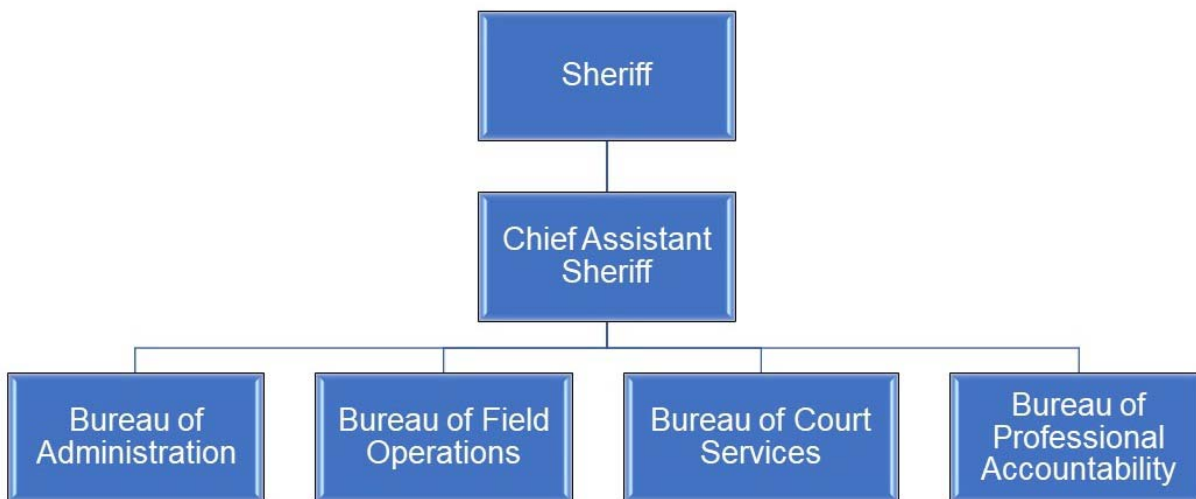 Sheriff
Chief Assistant
Sheriff
Bureau of
Administration
Bureau of Field
Operations
Bureau of Court
Services
Bureau of
Professional
Accountability